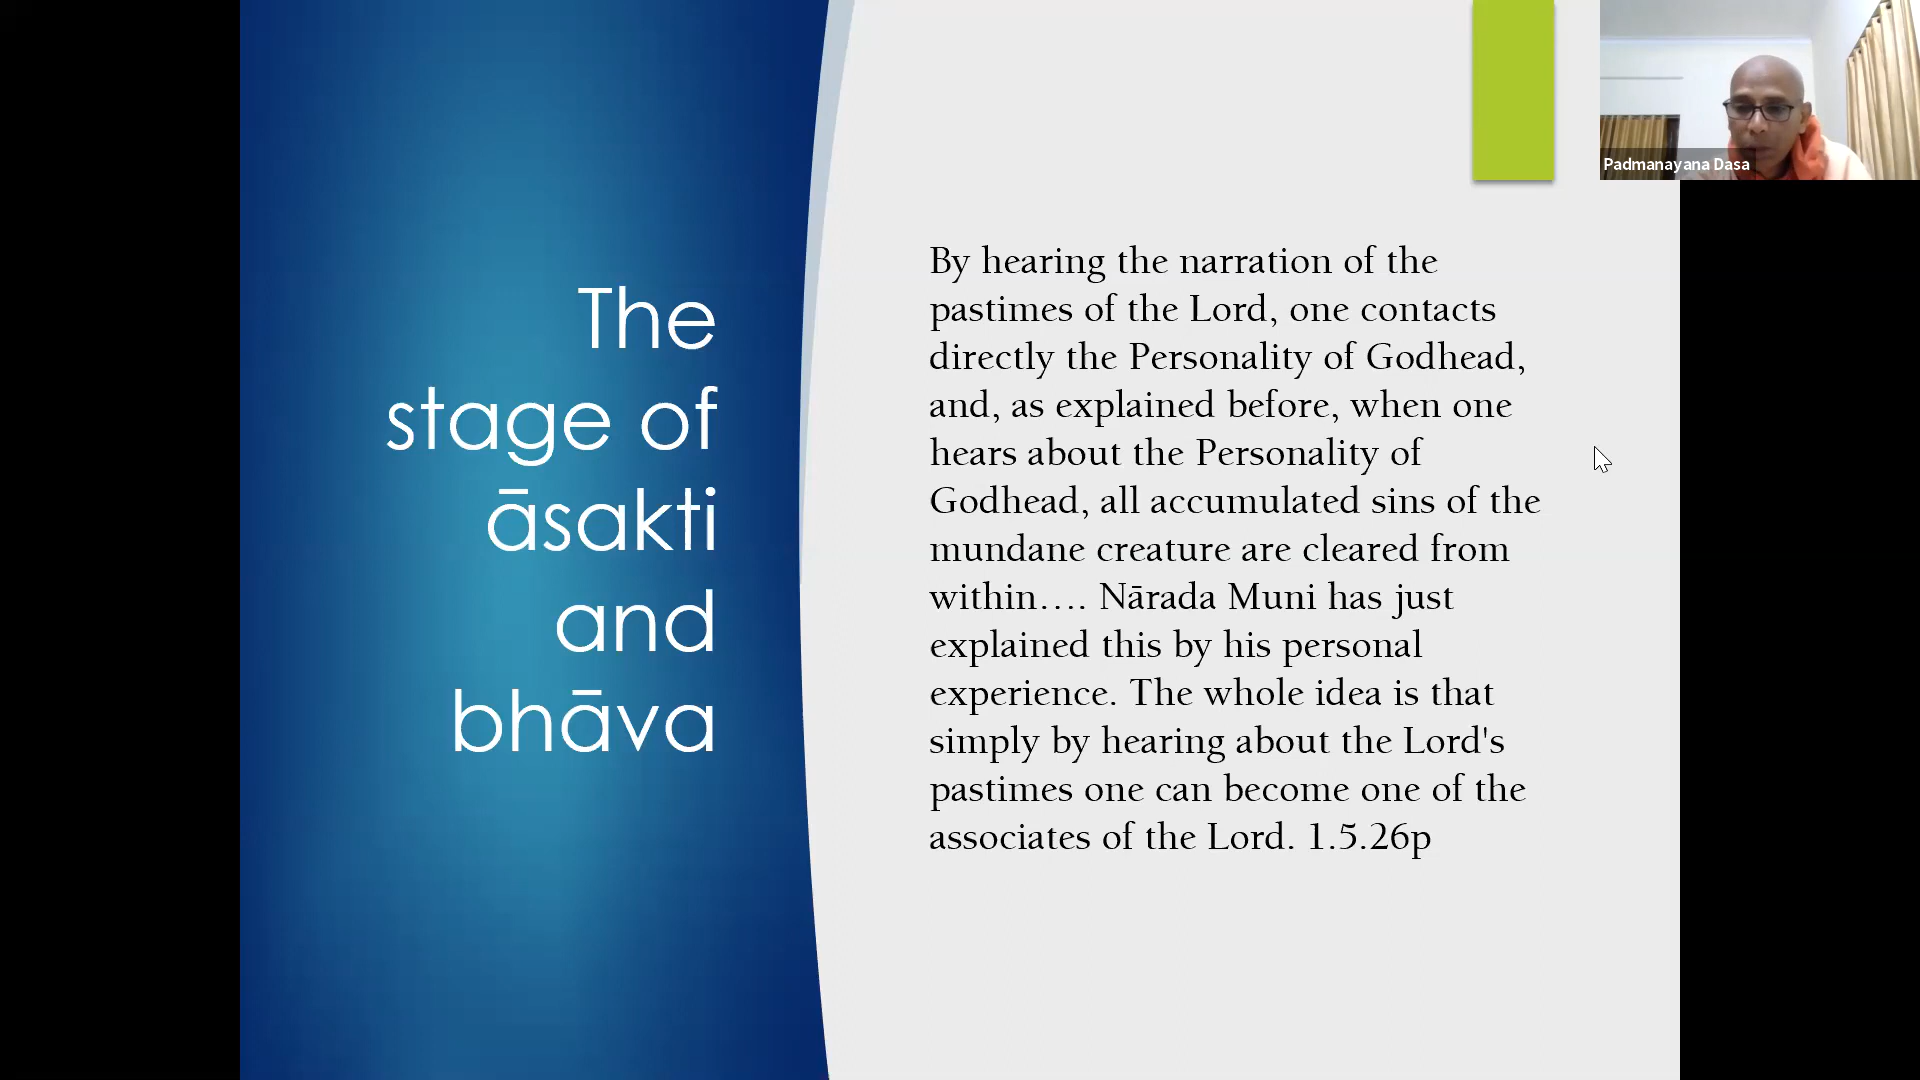 The
stage of
āsakti
and
bhāva
By hearing the narration of the
pastimes of the Lord, one contacts
directly the Personality of Godhead,
and, as explained before, when one
hears about the Personality of
Godhead, all accumulated sins of the
mundane creature are cleared from
within.... Nārada Muni has just
explained this by his personal
experience. The whole idea is that
simply by hearing about the Lord's
pastimes one can become one of the
associates of the Lord. 1.5.26p
Padmanayana Dasa